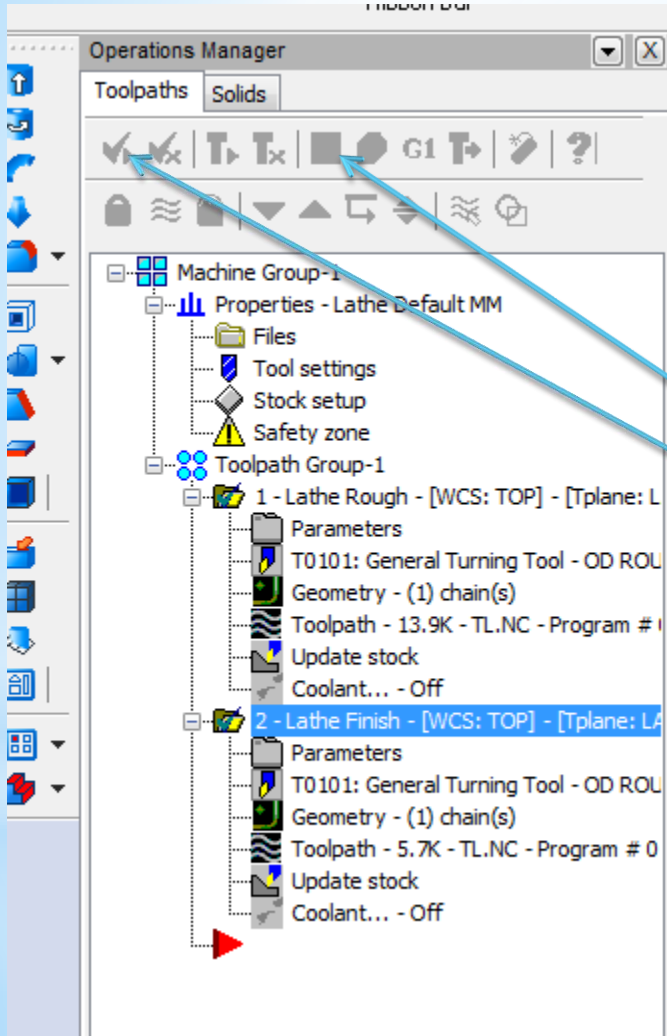 Ribbon Bar
Operations Manager
Toolpaths
Solids
G1
Machine Group-1
Properties - Lathe Default MM
Files
Tool settings
Stock setup
Safety zone
Toolpath Group-1
1 - Lathe Rough - [WCS: TOP] - [Tplane: L
Parameters
T0101: General Turning Tool - OD ROU
Geometry - (1) chain(s)
Toolpath - 13.9K - TL.NC - Program #
Update stock
Coolant... - Off
2 - Lathe Finish - [WCS: TOP] - [Tplane: LA
Parameters
T0101: General Turning Tool - OD ROU
Geometry - (1) chain(s)
Toolpath - 5.7K - TL.NC - Program # 0
Update stock
Coolant... - Off